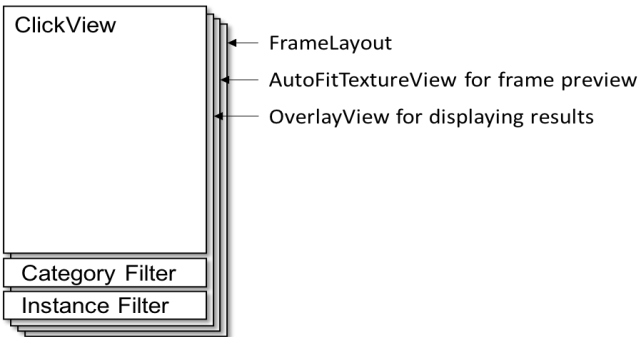 ClickView
FrameLayout
AutoFitTextureView for frame preview
OverlayView for displaying results
Category Filter
Instance Filter